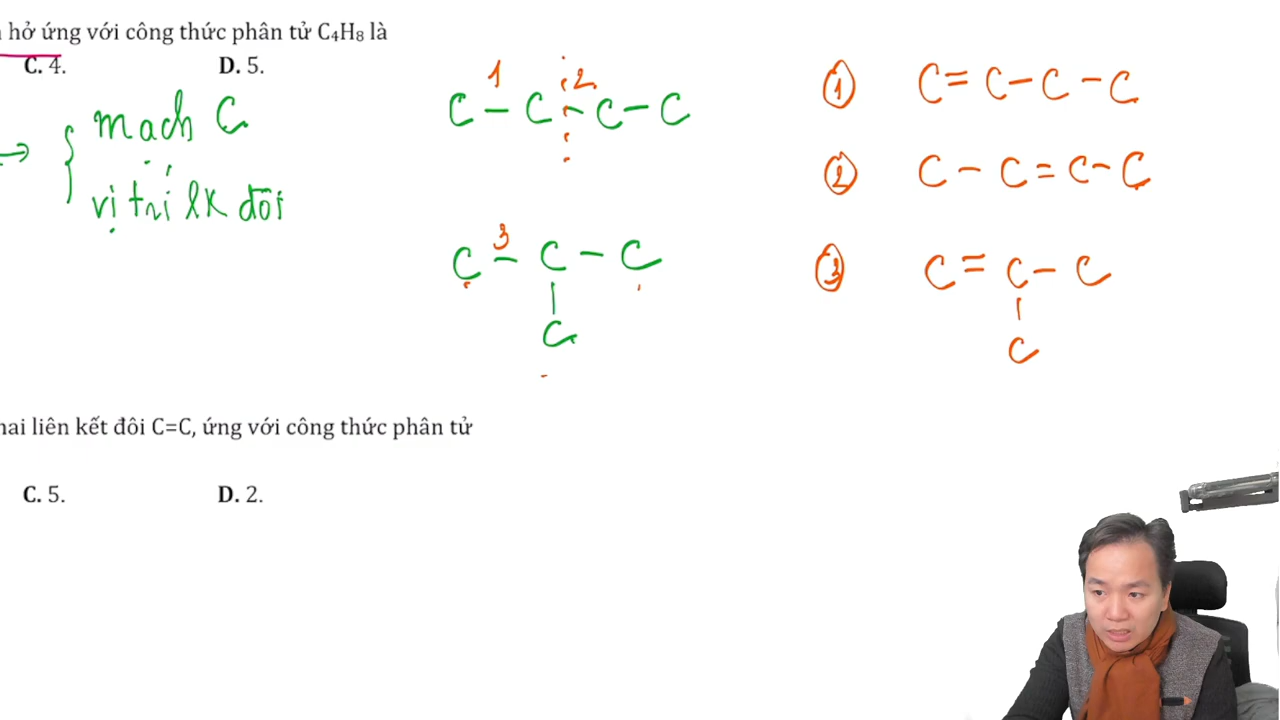 hở ứng với công thức phân tử C₄H₈ là
C. 4. D. 5.
mạch C
vị trí lk đôi
1 2
C - C - C - C
3
C - C - C
|
C
① C = C - C - C
② C - C = C - C
③ C = C - C
|
C
hai liên kết đôi C=C, ứng với công thức phân tử
C. 5. D. 2.